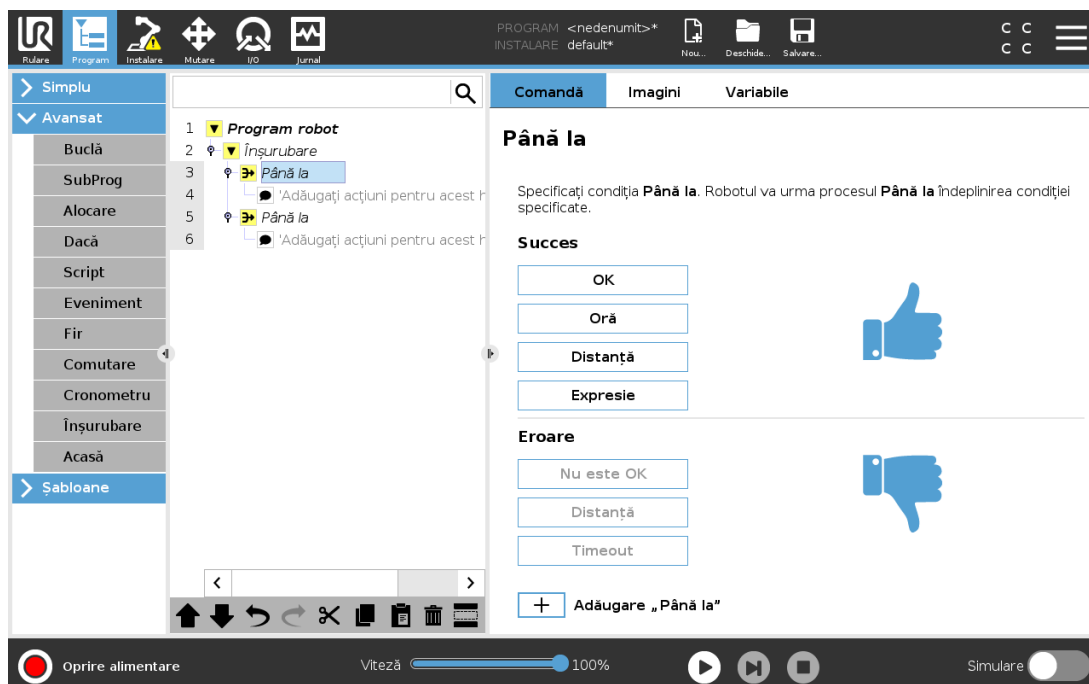 PROGRAM <nedenumit>*
INSTALARE default*
Rulare
Program
Instalare
Mutare
I/O
Jurnal
Nou...
Deschide...
Salvare...
C C
C C
Simplu
Avansat
Buclă
SubProg
Alocare
Dacă
Script
Eveniment
Fir
Comutare
Cronometru
Înșurubare
Acasă
Șabloane
1 Program robot
2 Înșurubare
3 Până la
4 'Adăugați acțiuni pentru acest
5 Până la
6 'Adăugați acțiuni pentru acest
Comandă Imagini Variabile
Până la
Specificați condiția Până la. Robotul va urma procesul Până la îndeplinirea condiției
specificate.
Succes
OK
Oră
Distanță
Expresie
Eroare
Nu este OK
Distanță
Timeout
Adăugare „Până la”
Oprire alimentare
Viteză 100%
Simulare